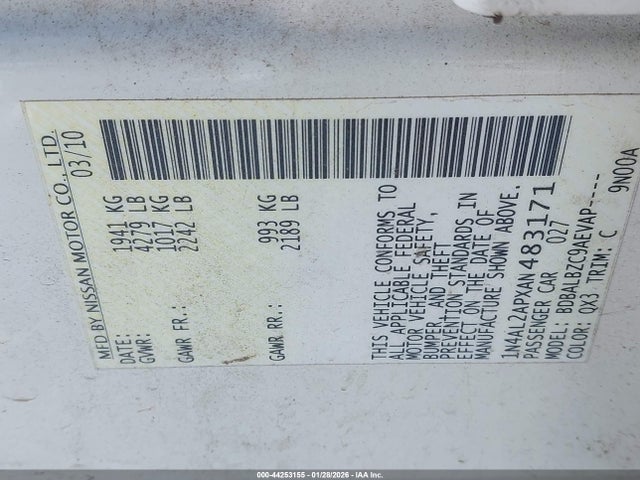 MFD BY NISSAN MOTOR CO., LTD.
DATE: 03/10
GVWR: 1941 KG
4279 LB
GAWR FR.: 1017 KG
2242 LB
GAWR RR.: 993 KG
2189 LB
THIS VEHICLE CONFORMS TO
ALL APPLICABLE FEDERAL
MOTOR VEHICLE SAFETY,
BUMPER, AND THEFT
PREVENTION STANDARDS IN
EFFECT ON THE DATE OF
MANUFACTURE SHOWN ABOVE.
1N4AL2APXAN483171
PASSENGER CAR 027
MODEL: BDBALBZC9AEVAP----
COLOR: QX3 TRIM: C 9N00A
000-44253155 - 01/28/2026 - IAA Inc.